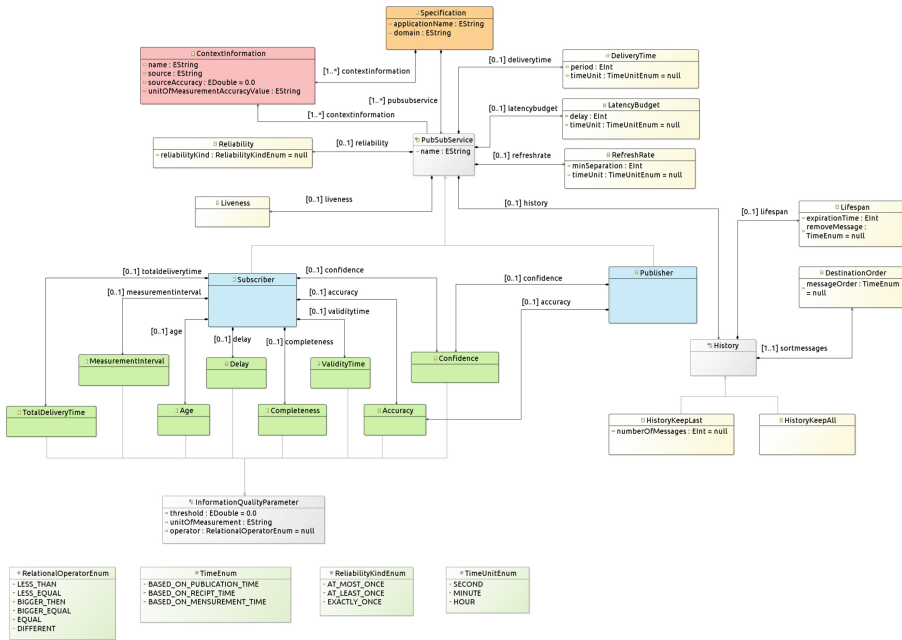 Specification
applicationName : EString
domain : EString
ContextInformation
name : EString
source : EString
sourceAccuracy : EDouble = 0.0
unitOfMeasurementAccuracyValue : EString
[1..*] contextinformation
[1..*] pubsubservice
[1..*] contextinformation
[0..1] deliverytime
DeliveryTime
period : EInt
timeUnit : TimeUnitEnum = null
[0..1] latencybudget
LatencyBudget
delay : EInt
timeUnit : TimeUnitEnum = null
PubSubService
name : EString
Reliability
reliabilityKind : ReliabilityKindEnum = null
[0..1] reliability
[0..1] refreshrate
RefreshRate
minSeparation : EInt
timeUnit : TimeUnitEnum = null
Liveness
[0..1] liveness
[0..1] history
[0..1] lifespan
Lifespan
expirationTime : EInt
removeMessage :
TimeEnum = null
[0..1] totaldeliverytime
Subscriber
[0..1] confidence
Publisher
[0..1] confidence
DestinationOrder
messageOrder : TimeEnum
= null
[0..1] measurementinterval
[0..1] accuracy
[0..1] accuracy
[0..1] validitytime
[0..1] age
[0..1] delay
[0..1] completeness
History
[1..1] sortmessages
MeasurementInterval
Delay
ValidityTime
Confidence
TotalDeliveryTime
Age
Completeness
Accuracy
HistoryKeepLast
numberOfMessages : EInt = null
HistoryKeepAll
InformationQualityParameter
threshold : EDouble = 0.0
unitOfMeasurement : EString
operator : RelationalOperatorEnum = null
RelationalOperatorEnum
LESS_THAN
LESS_EQUAL
BIGGER_THEN
BIGGER_EQUAL
EQUAL
DIFFERENT
TimeEnum
BASED_ON_PUBLICATION_TIME
BASED_ON_RECIPT_TIME
BASED_ON_MENSUREMENT_TIME
ReliabilityKindEnum
AT_MOST_ONCE
AT_LEAST_ONCE
EXACTLY_ONCE
TimeUnitEnum
SECOND
MINUTE
HOUR